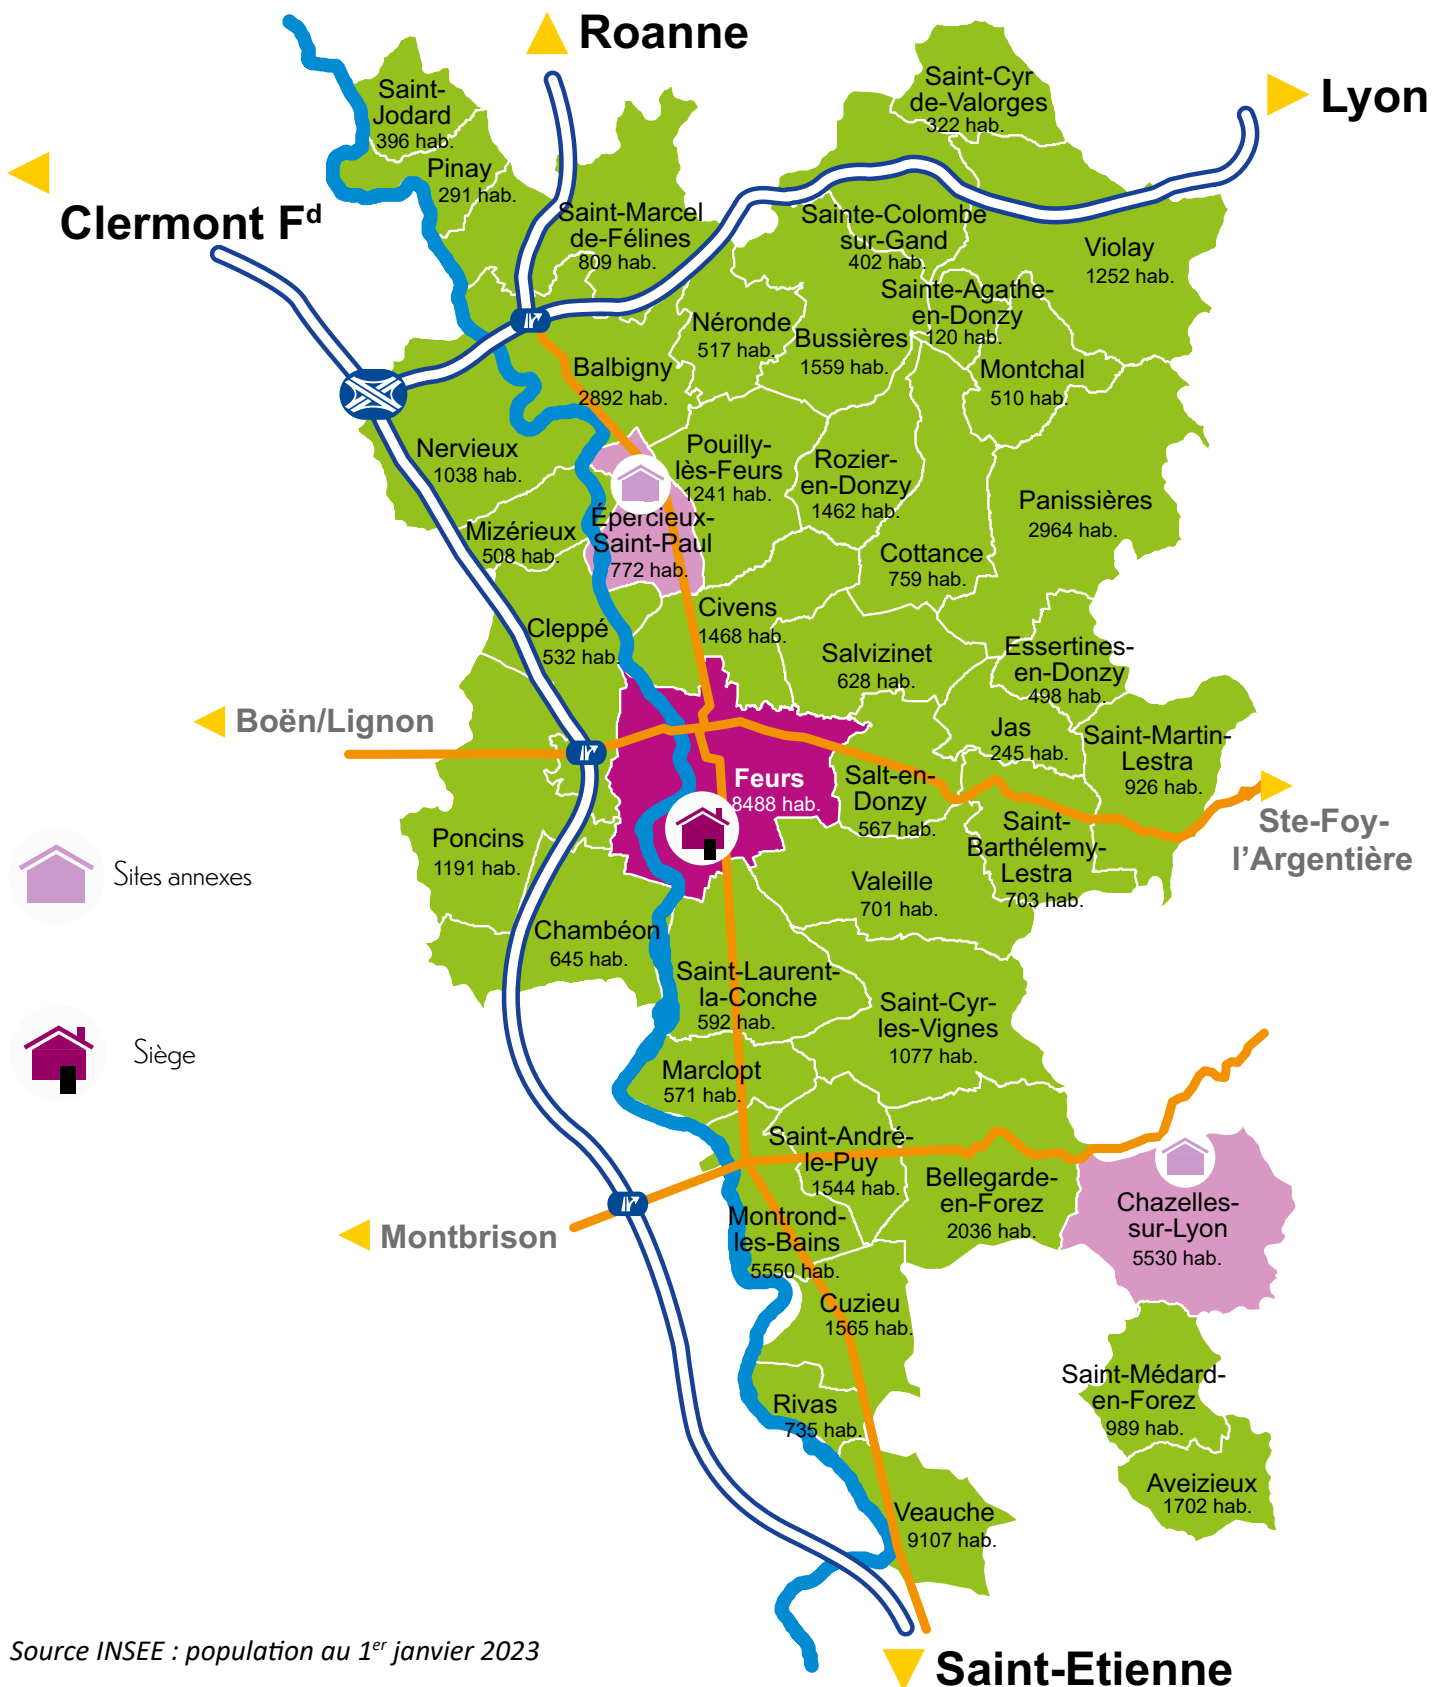 Roanne
Lyon
Clermont Fd
Saint-
Jodard
396 hab.
Pinay
291 hab.
Saint-Cyr
de-Valorges
322 hab.
Saint-Marcel
de-Félines
809 hab.
Sainte-Colombe
sur-Gand
402 hab.
Violay
1252 hab.
Sainte-Agathe-
en-Donzy
120 hab.
Néronde
517 hab.
Bussières
1559 hab.
Balbigny
2892 hab.
Montchal
510 hab.
Nervieux
1038 hab.
Pouilly-
lès-Feurs
1241 hab.
Rozier-
en-Donzy
1462 hab.
Panissières
2964 hab.
Mizérieux
508 hab.
Épercieux-
Saint-Paul
772 hab.
Cottance
759 hab.
Cleppé
532 hab.
Civens
1468 hab.
Salvizinet
628 hab.
Essertines-
en-Donzy
498 hab.
Boën/Lignon
Jas
245 hab.
Saint-Martin-
Lestra
926 hab.
Feurs
8488 hab.
Salt-en-
Donzy
567 hab.
Saint-
Barthélemy-
Lestra
703 hab.
Ste-Foy-
l’Argentière
Poncins
1191 hab.
Sites annexes
Valeille
701 hab.
Chambéon
645 hab.
Saint-Laurent-
la-Conche
592 hab.
Saint-Cyr-
les-Vignes
1077 hab.
Siège
Marclopt
571 hab.
Saint-André-
le-Puy
1544 hab.
Bellegarde-
en-Forez
2036 hab.
Chazelles-
sur-Lyon
5530 hab.
Montbrison
Montrond-
les-Bains
5550 hab.
Cuzieu
1565 hab.
Saint-Médard-
en-Forez
989 hab.
Rivas
735 hab.
Aveizieux
1702 hab.
Veauche
9107 hab.
Source INSEE : population au 1er janvier 2023
Saint-Etienne